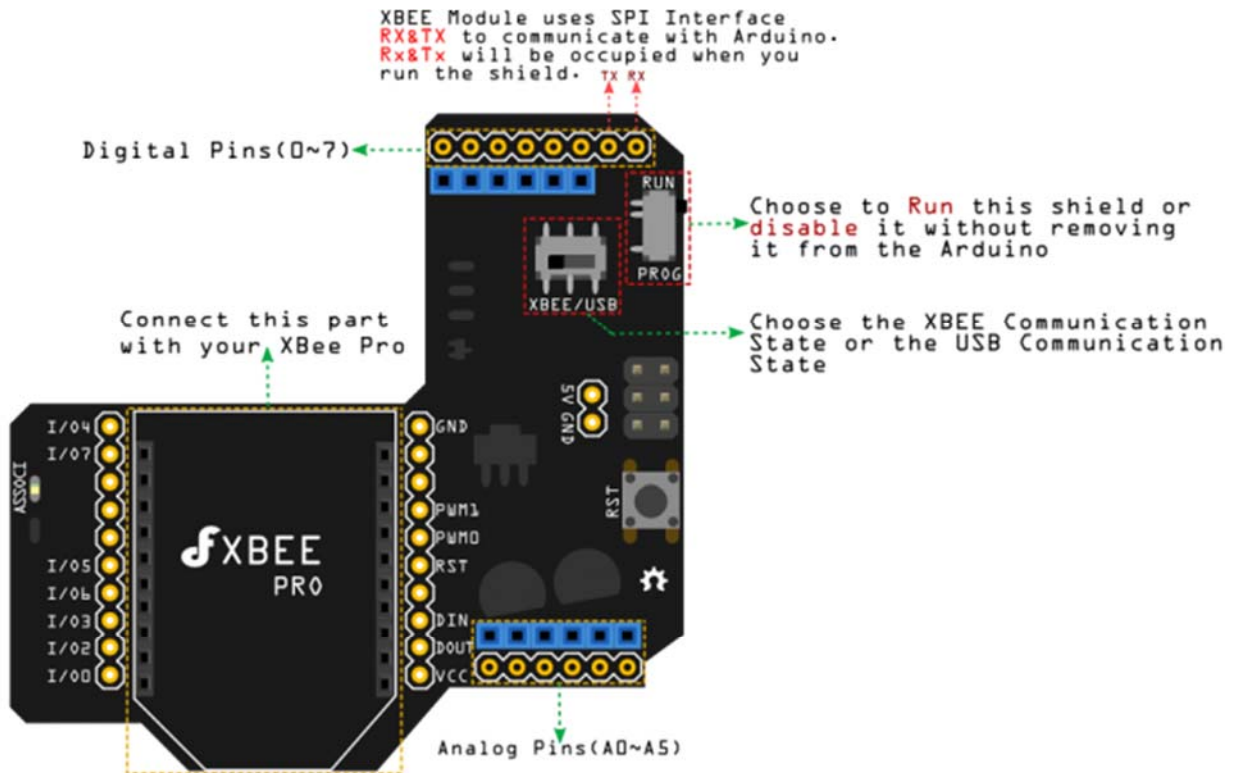 XBEE Module uses SPI Interface
RX&TX to communicate with Arduino.
Rx&Tx will be occupied when you
run the shield. TX RX
Digital Pins(0~7)
RUN
PROG
Choose to Run this shield or
disable it without removing
it from the Arduino
XBEE/USB
Choose the XBEE Communication
State or the USB Communication
State
Connect this part
with your XBee Pro
5V GND
ASSOCI
I/04
I/07
I/05
I/06
I/03
I/02
I/00
XBEE
PRO
GND
PWM1
PWM0
RST
DIN
DOUT
VCC
RST
Analog Pins(A0~A5)